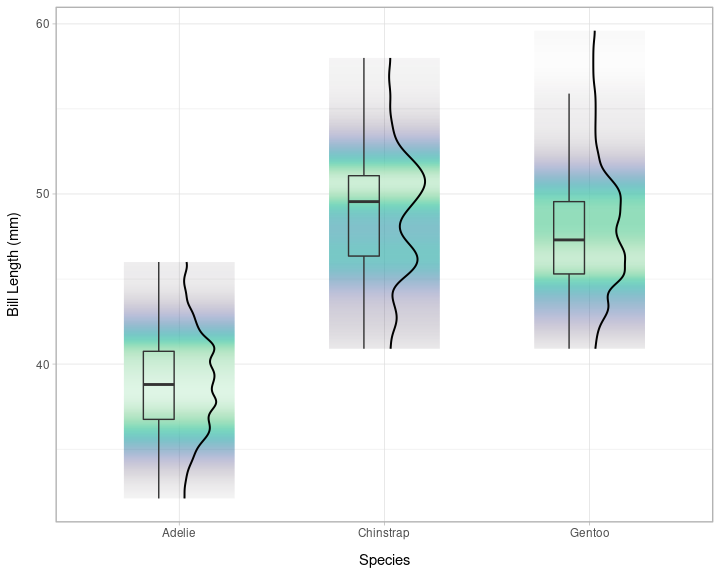 60
50
40
Bill Length (mm)
Adelie
Chinstrap
Gentoo
Species